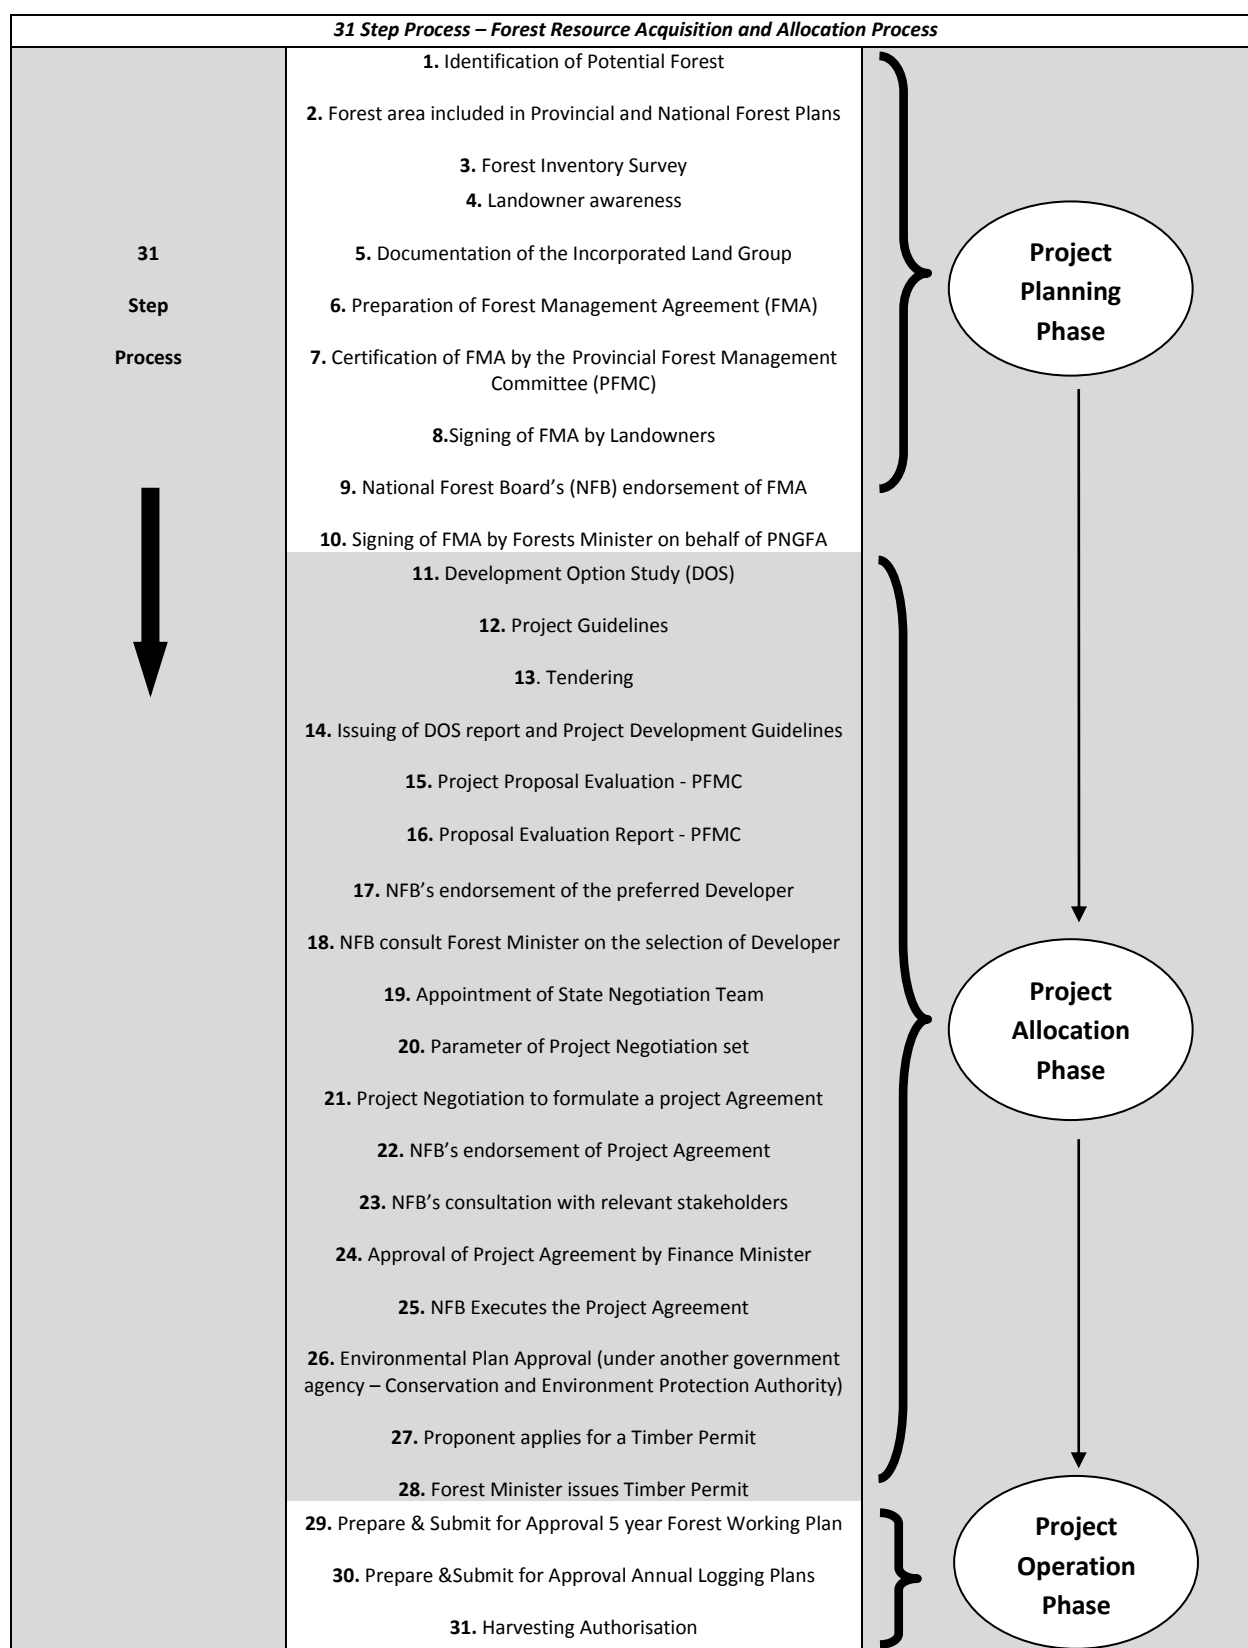 31 Step Process – Forest Resource Acquisition and Allocation Process
31
Step
Process
1. Identification of Potential Forest
2. Forest area included in Provincial and National Forest Plans
3. Forest Inventory Survey
4. Landowner awareness
5. Documentation of the Incorporated Land Group
6. Preparation of Forest Management Agreement (FMA)
7. Certification of FMA by the Provincial Forest Management
Committee (PFMC)
8.Signing of FMA by Landowners
9. National Forest Board’s (NFB) endorsement of FMA
10. Signing of FMA by Forests Minister on behalf of PNGFA
Project
Planning
Phase
11. Development Option Study (DOS)
12. Project Guidelines
13. Tendering
14. Issuing of DOS report and Project Development Guidelines
15. Project Proposal Evaluation - PFMC
16. Proposal Evaluation Report - PFMC
17. NFB’s endorsement of the preferred Developer
18. NFB consult Forest Minister on the selection of Developer
19. Appointment of State Negotiation Team
20. Parameter of Project Negotiation set
21. Project Negotiation to formulate a project Agreement
22. NFB’s endorsement of Project Agreement
23. NFB’s consultation with relevant stakeholders
24. Approval of Project Agreement by Finance Minister
25. NFB Executes the Project Agreement
26. Environmental Plan Approval (under another government
agency – Conservation and Environment Protection Authority)
27. Proponent applies for a Timber Permit
28. Forest Minister issues Timber Permit
Project
Allocation
Phase
29. Prepare & Submit for Approval 5 year Forest Working Plan
30. Prepare &Submit for Approval Annual Logging Plans
31. Harvesting Authorisation
Project
Operation
Phase